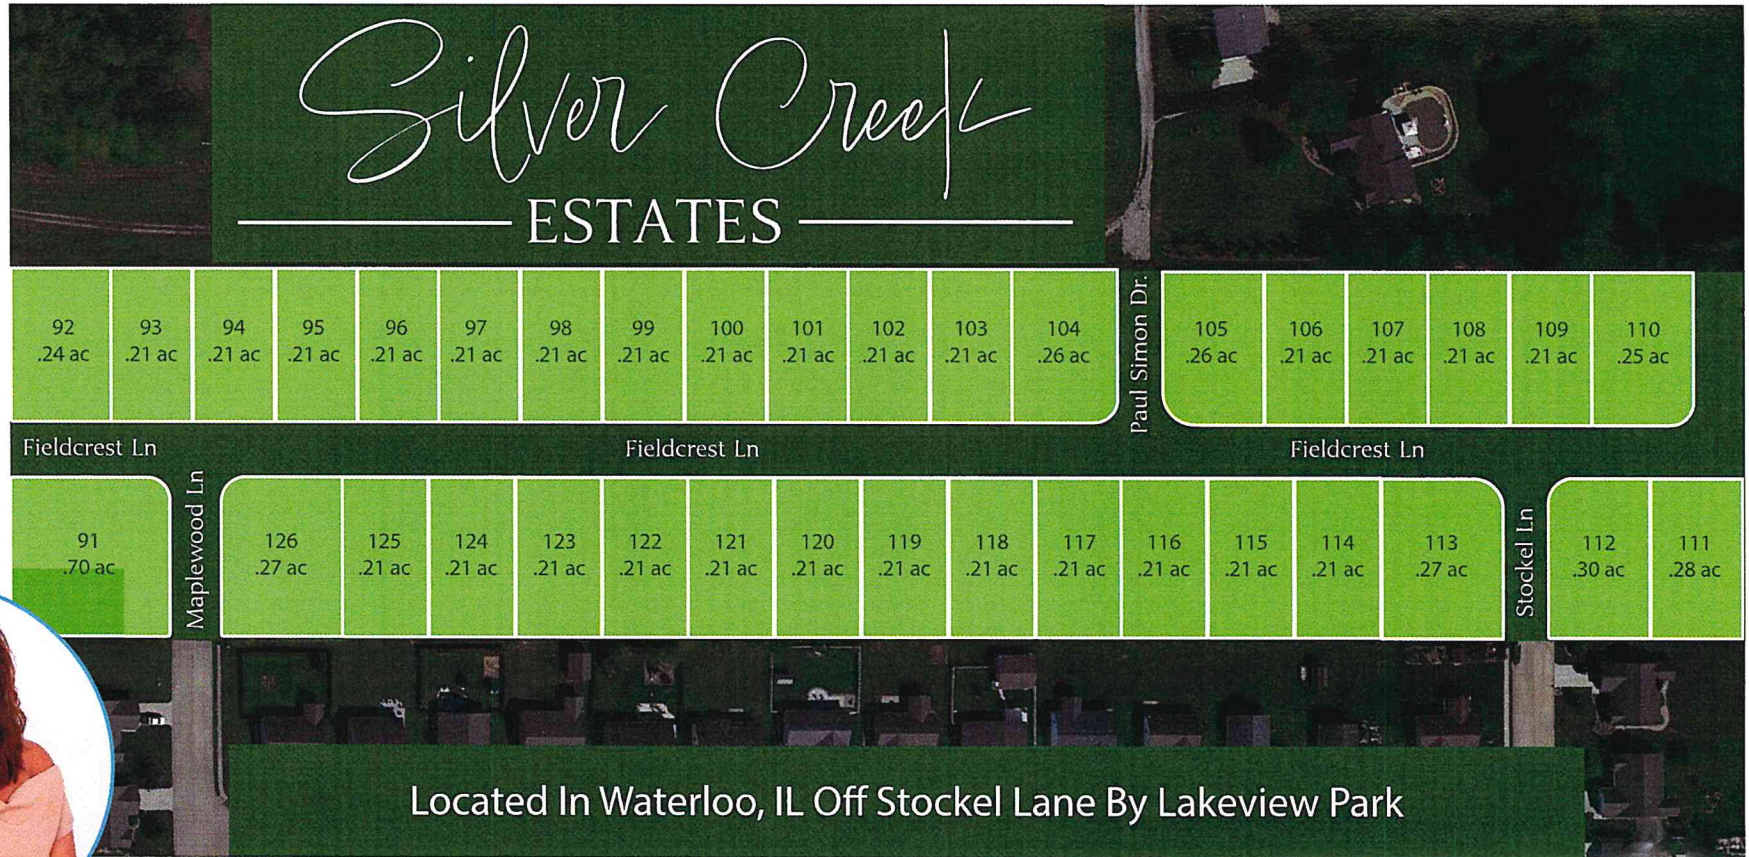 Silver Creek
ESTATES
92 93 94 95 96 97 98 99 100 101 102 103 104 105 106 107 108 109 110
.24 ac .21 ac .21 ac .21 ac .21 ac .21 ac .21 ac .21 ac .21 ac .21 ac .21 ac .21 ac .26 ac .26 ac .21 ac .21 ac .21 ac .21 ac .25 ac
Paul Simon Dr.
Fieldcrest Ln Fieldcrest Ln Fieldcrest Ln
91 126 125 124 123 122 121 120 119 118 117 116 115 114 113 112 111
.70 ac .27 ac .21 ac .21 ac .21 ac .21 ac .21 ac .21 ac .21 ac .21 ac .21 ac .21 ac .21 ac .21 ac .27 ac .30 ac .28 ac
Maplewood Ln
Stockel Ln
Located In Waterloo, IL Off Stockel Lane By Lakeview Park